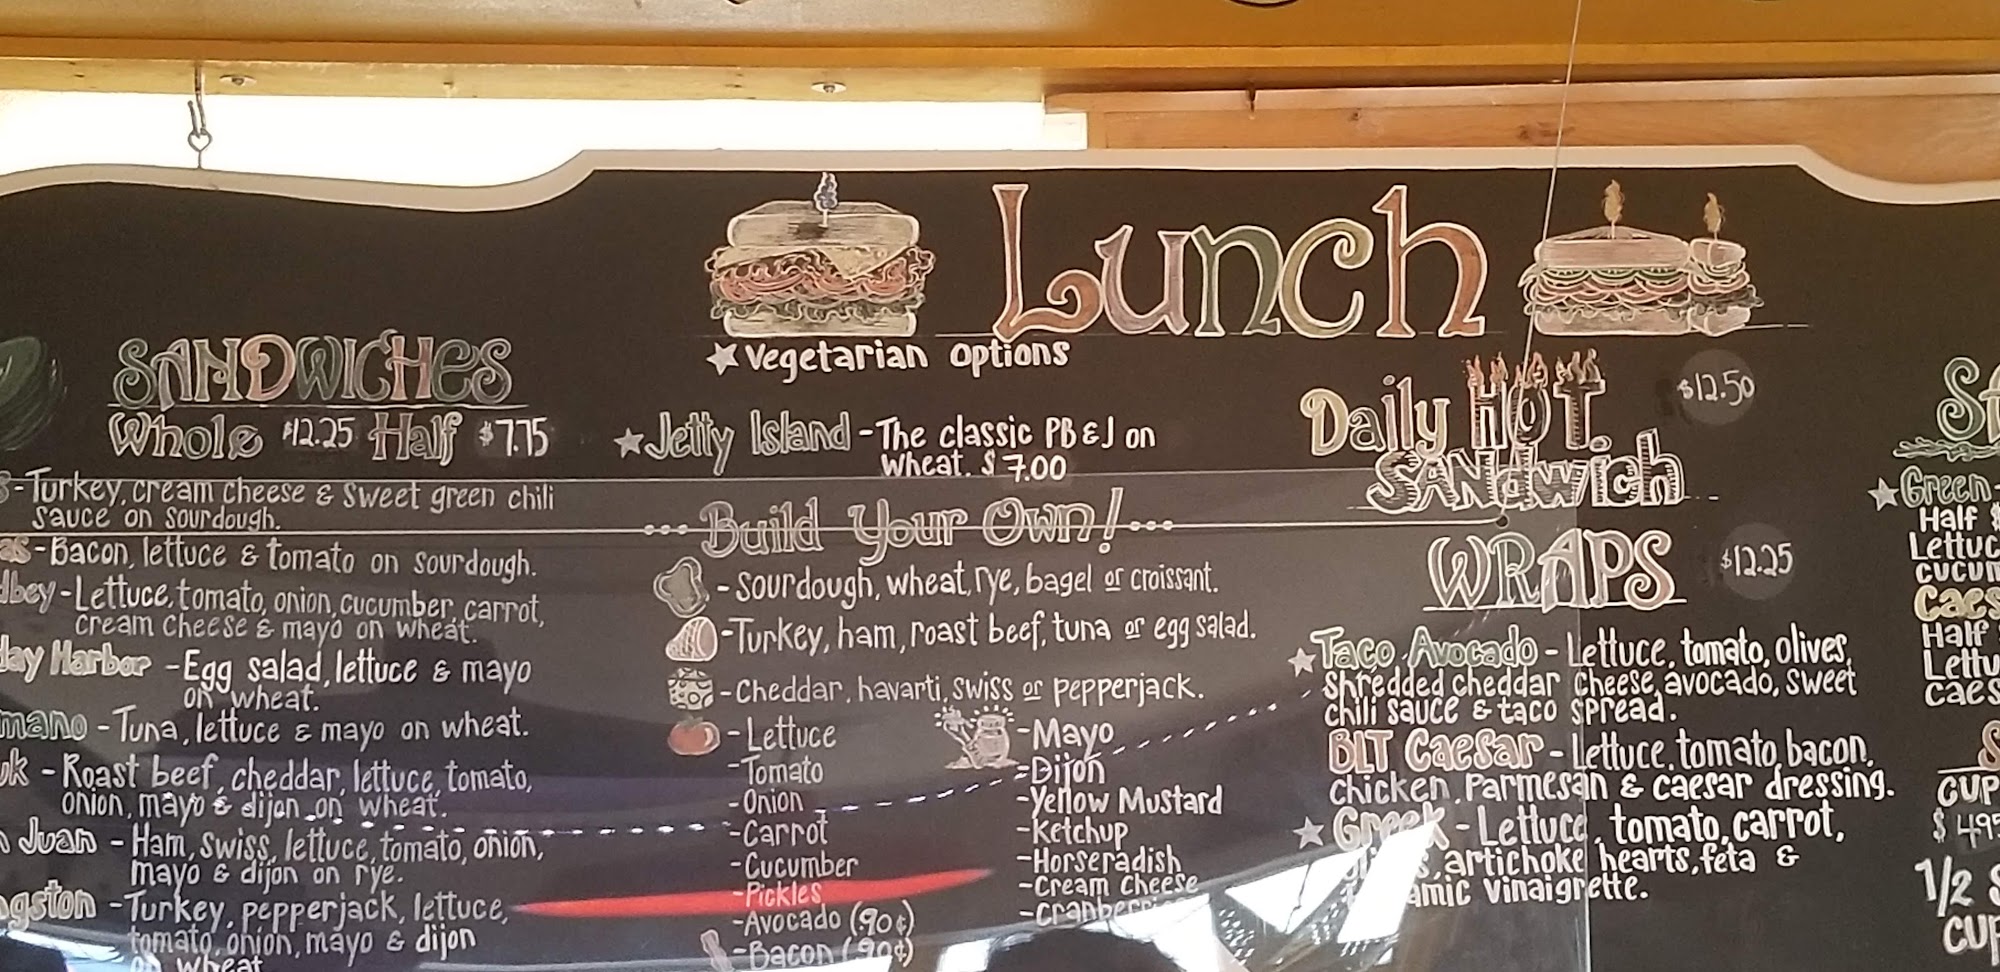 Lunch
★ Vegetarian Options
SANDWICHES
Whole $12.25 Half $7.75
- Turkey, cream cheese & sweet green chili
sauce on sourdough.
- Bacon, lettuce & tomato on sourdough.
- Lettuce, tomato, onion, cucumber, carrot,
cream cheese & mayo on wheat.
Harbor - Egg salad, lettuce & mayo
on wheat.
- Tuna, lettuce & mayo on wheat.
- Roast beef, cheddar, lettuce, tomato,
onion, mayo & dijon on wheat.
Juan - Ham, swiss, lettuce, tomato, onion,
mayo & dijon on rye.
- Turkey, pepperjack, lettuce,
tomato, onion, mayo & dijon
on wheat
★ Jetty Island - The classic PB & J on
wheat. $7.00
... Build Your Own! ...
- Sourdough, wheat, rye, bagel or croissant.
- Turkey, ham, roast beef, tuna or egg salad.
- Cheddar, havarti, swiss or pepperjack.
- Lettuce
- Tomato
- Onion
- Carrot
- Cucumber
- Pickles
- Avocado (.90¢)
- Bacon (.90¢)
- Mayo
- Dijon
- Yellow Mustard
- Ketchup
- Horseradish
- Cream Cheese
Daily HOT $12.50
SANDWICH
WRAPS $12.25
★ Taco Avocado - Lettuce, tomato, olives,
shredded cheddar cheese, avocado, sweet
chili sauce & taco spread.
BLT Caesar - Lettuce, tomato, bacon,
chicken, Parmesan & caesar dressing.
★ Greek - Lettuce, tomato, carrot,
artichoke hearts, feta &
vinaigrette.
★ Green -
Half
Half
1/2
CUP